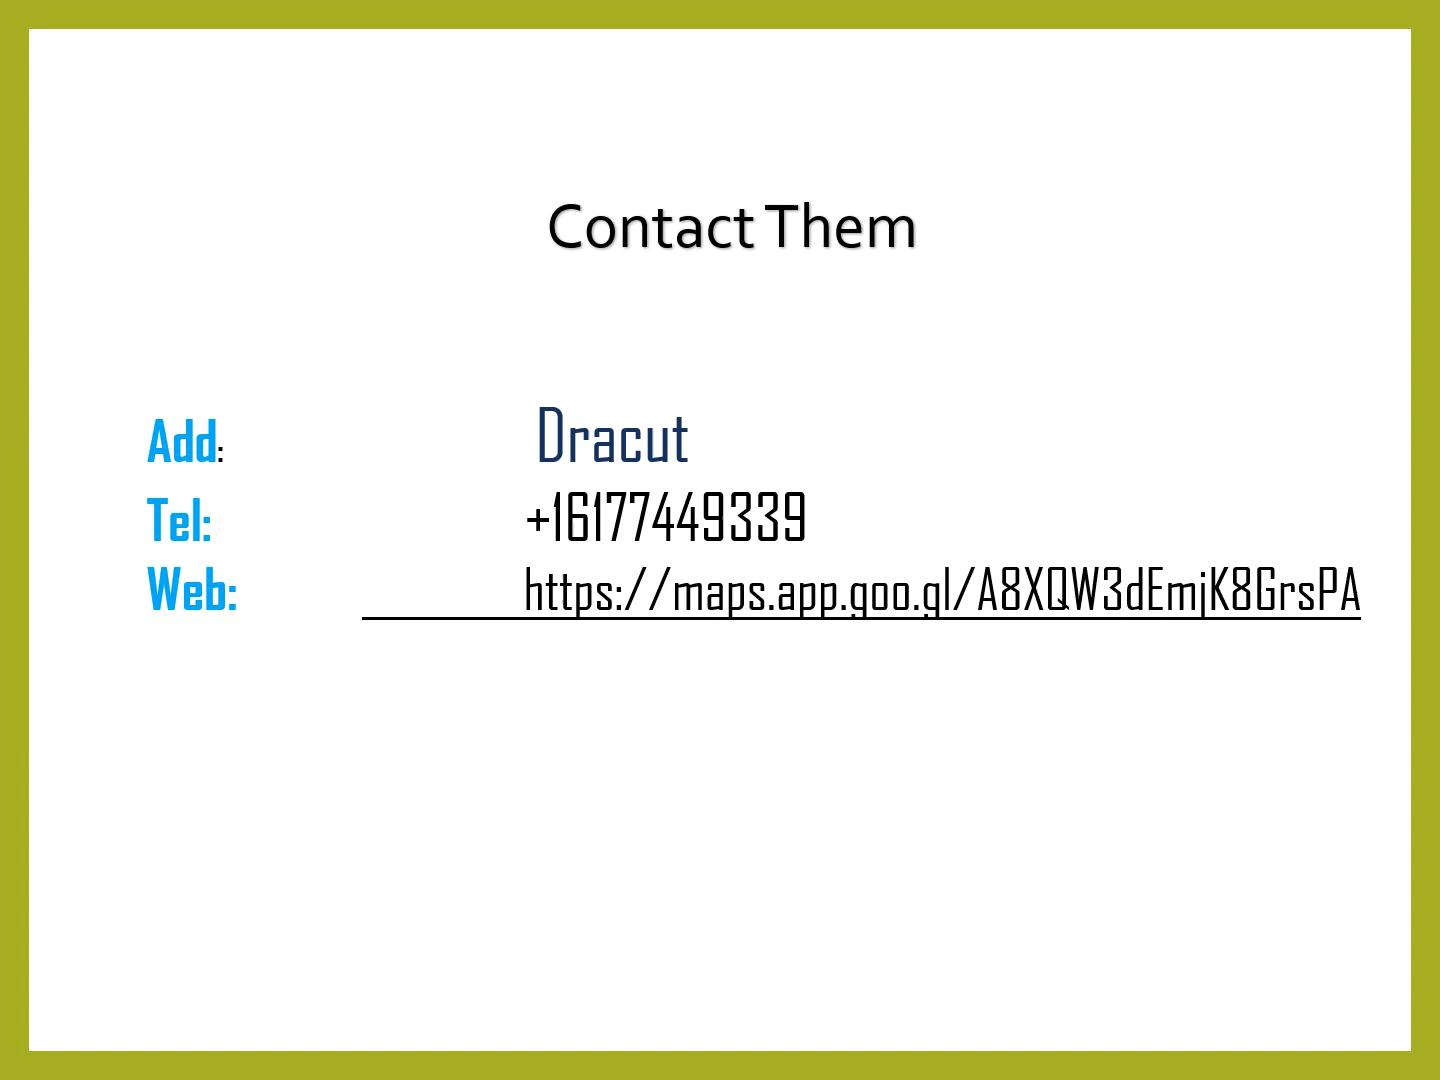 Contact Them
Add: Dracut
Tel: +16177449339
Web: https://maps.app.goo.gl/A8XQW3dEmjK8GrsPA